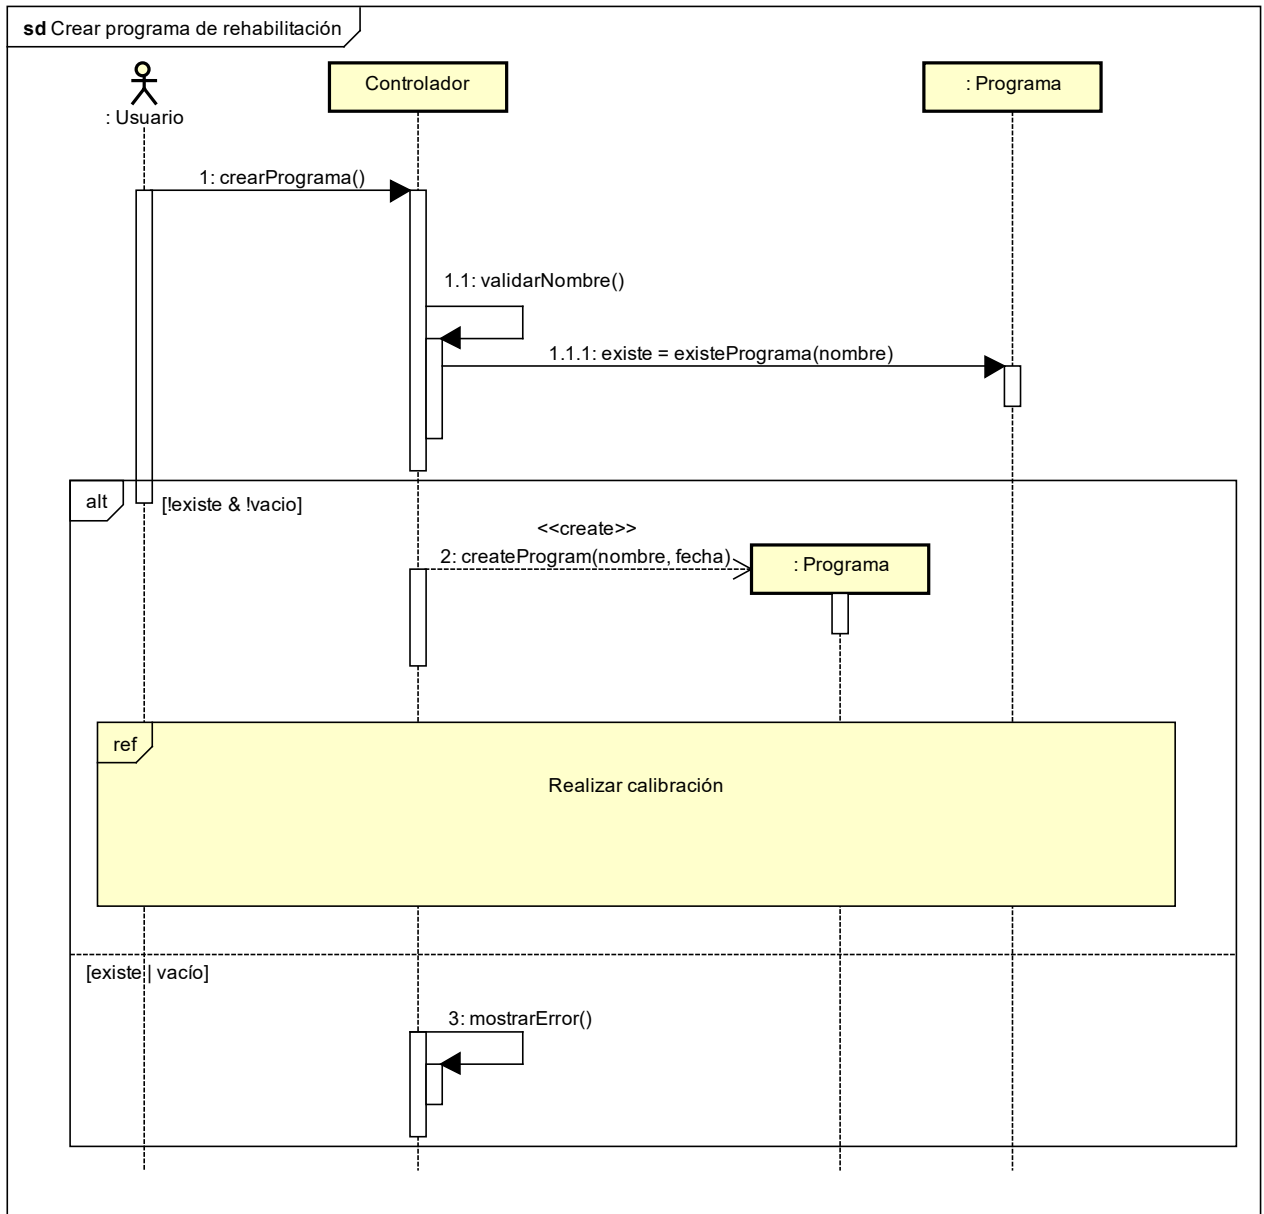 sd Crear programa de rehabilitación
: Usuario
Controlador
: Programa
1: crearPrograma()
1.1: validarNombre()
1.1.1: existe = existePrograma(nombre)
alt
[!existe & !vacio]
<<create>>
2: createProgram(nombre, fecha)
: Programa
ref
Realizar calibración
[existe | vacío]
3: mostrarError()